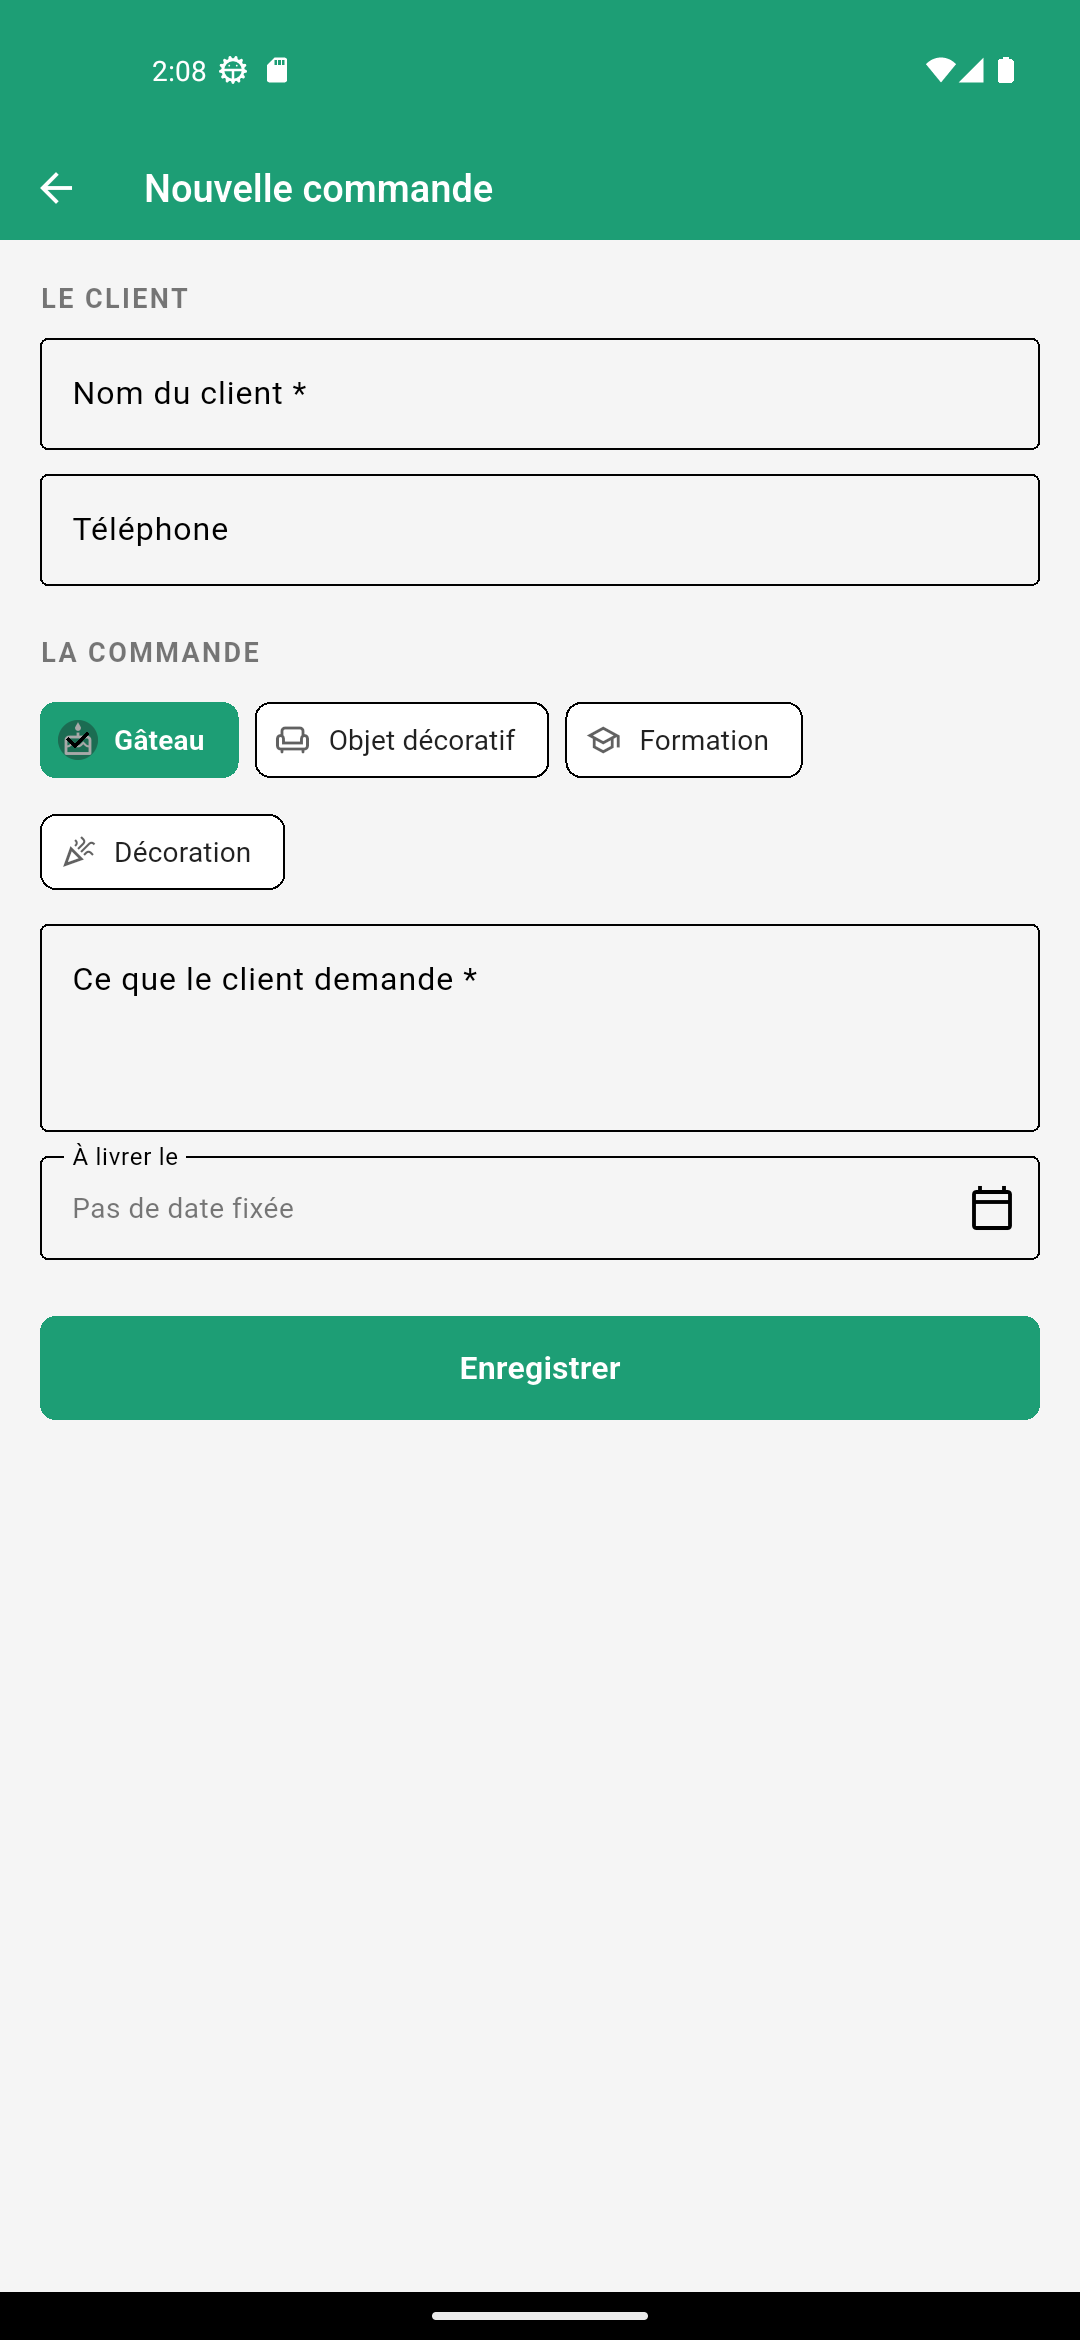 2:08
Nouvelle commande
LE CLIENT
Nom du client *
Téléphone
LA COMMANDE
Gâteau
Objet décoratif
Formation
Décoration
Ce que le client demande *
À livrer le
Pas de date fixée
Enregistrer